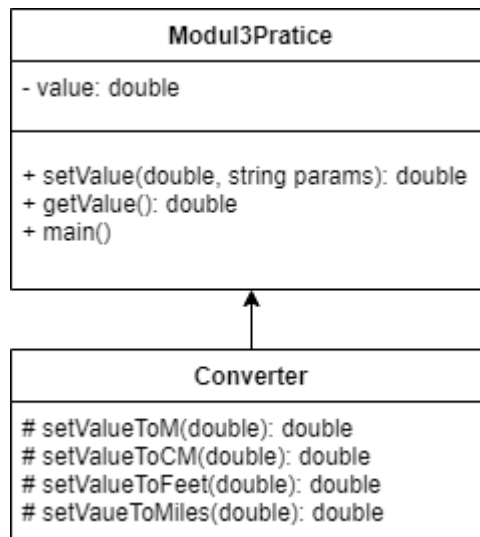 Modul3Pratice
- value: double
+ setValue(double, string params): double
+ getValue(): double
+ main()
Converter
# setValueToM(double): double
# setValueToCM(double): double
# setValueToFeet(double): double
# setVaueToMiles(double): double